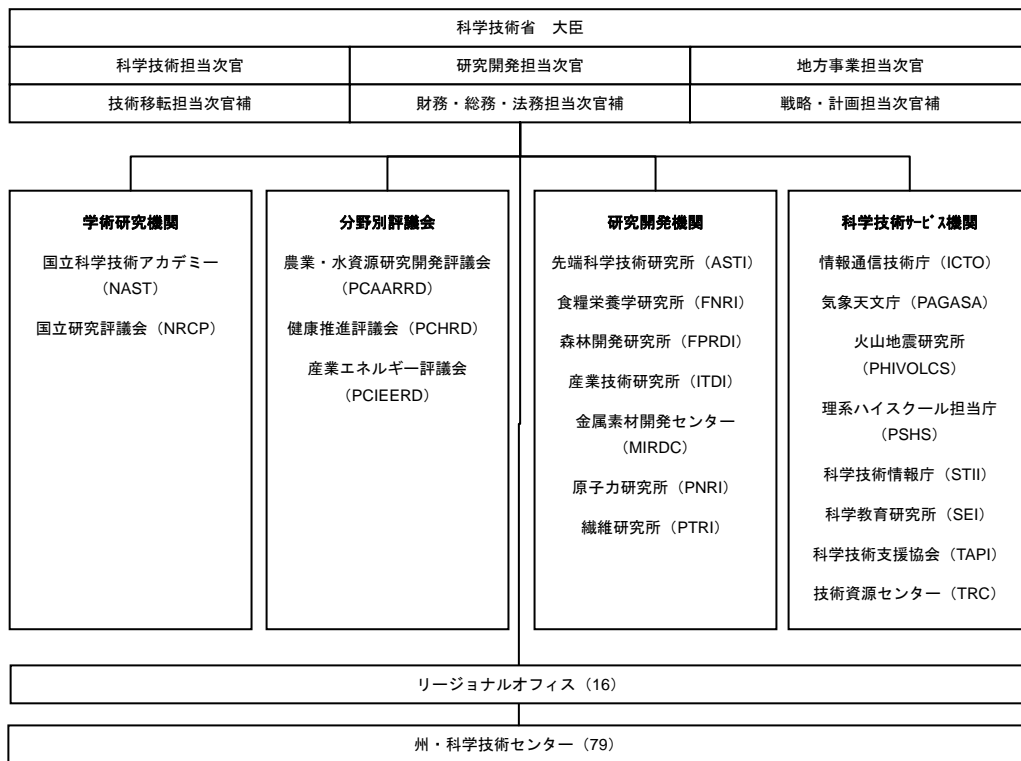 科学技術省　大臣
科学技術担当次官
研究開発担当次官
地方事業担当次官
技術移転担当次官補
財務・総務・法務担当次官補
戦略・計画担当次官補
学術研究機関
国立科学技術アカデミー
（NAST）
国立研究評議会（NRCP）
分野別評議会
農業・水資源研究開発評議会
（PCAARRD）
健康推進評議会（PCHRD）
産業エネルギー評議会
（PCIEERD）
研究開発機関
先端科学技術研究所（ASTI）
食糧栄養学研究所（FNRI）
森林開発研究所（FPRDI）
産業技術研究所（ITDI）
金属素材開発センター
（MIRDC）
原子力研究所（PNRI）
繊維研究所（PTRI）
科学技術ｻｰﾋﾞｽ機関
情報通信技術庁（ICTO）
気象天文庁（PAGASA）
火山地震研究所
（PHIVOLCS）
理系ハイスクール担当庁
（PSHS）
科学技術情報庁（STII）
科学教育研究所（SEI）
科学技術支援協会（TAPI）
技術資源センター（TRC）
リージョナルオフィス（16）
州・科学技術センター（79）